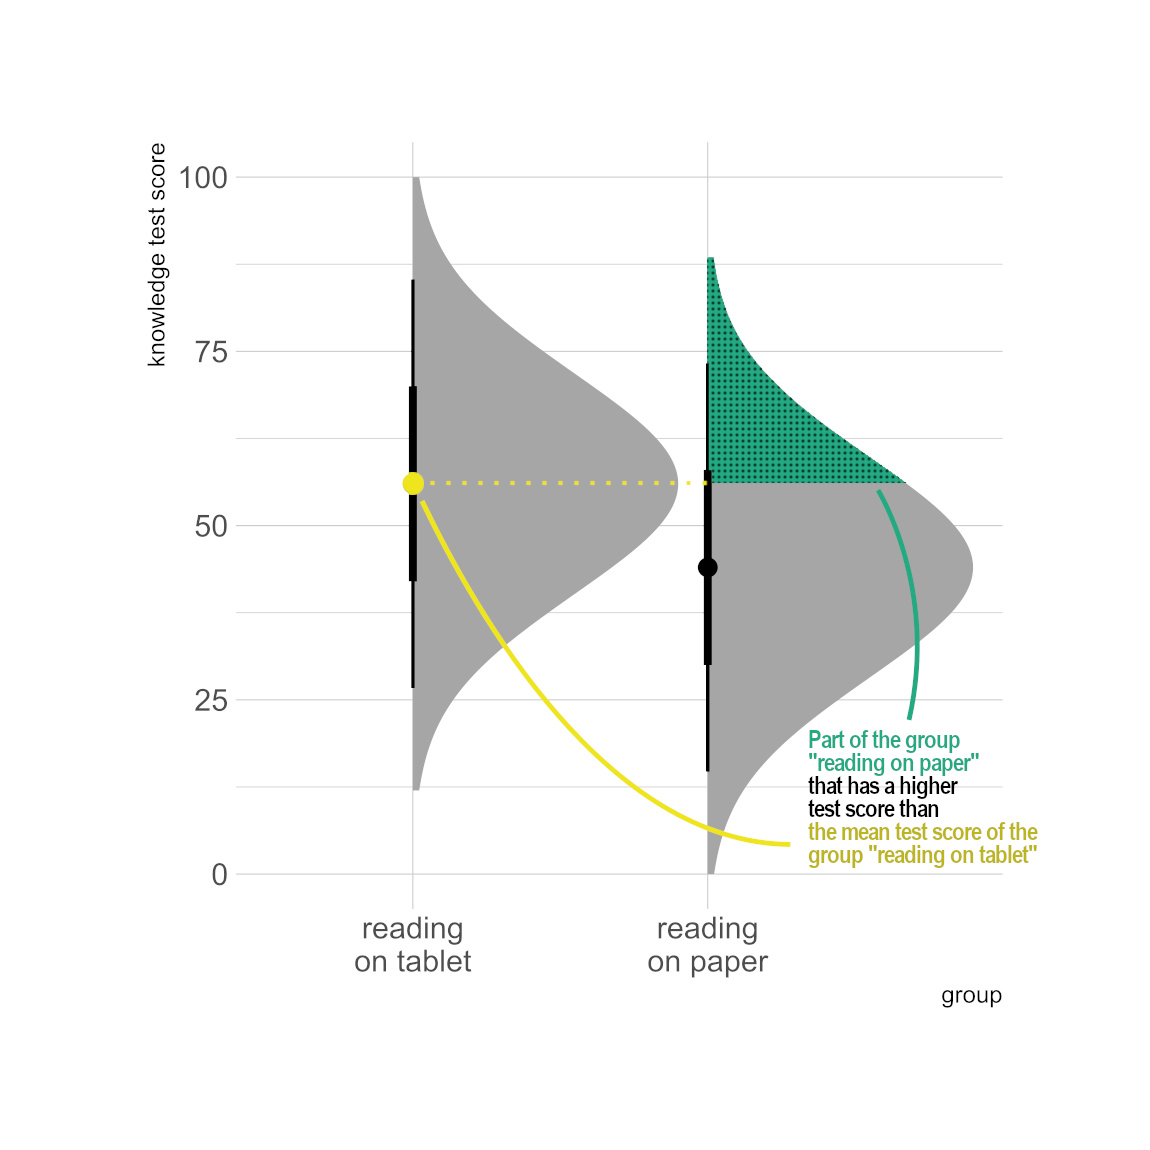 knowledge test score
100
75
50
25
0
reading
on tablet
reading
on paper
group
Part of the group
"reading on paper"
that has a higher
test score than
the mean test score of the
group "reading on tablet"